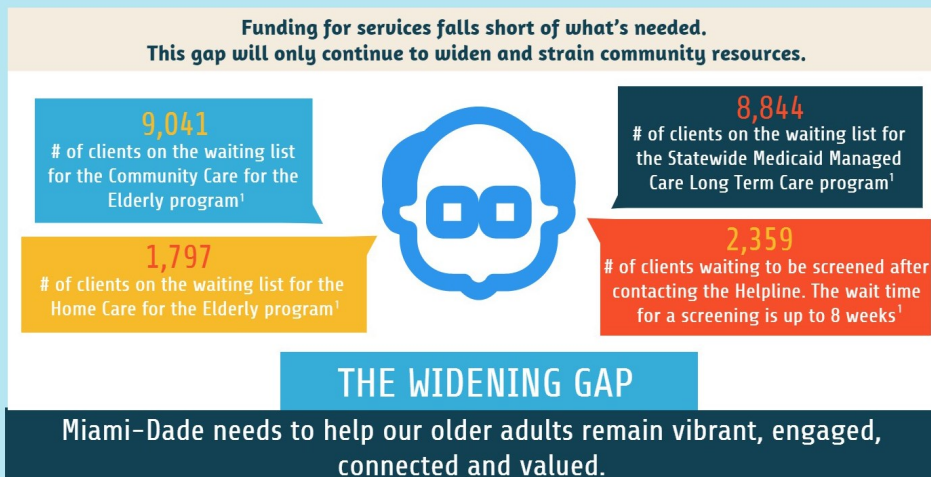 Funding for services falls short of what's needed.
This gap will only continue to widen and strain community resources.
9,041
# of clients on the waiting list
for the Community Care for the
Elderly program¹
1,797
# of clients on the waiting list for the
Home Care for the Elderly program¹
8,844
# of clients on the waiting list for
the Statewide Medicaid Managed
Care Long Term Care program¹
2,359
# of clients waiting to be screened after
contacting the Helpline. The wait time
for a screening is up to 8 weeks¹
THE WIDENING GAP
Miami-Dade needs to help our older adults remain vibrant, engaged,
connected and valued.